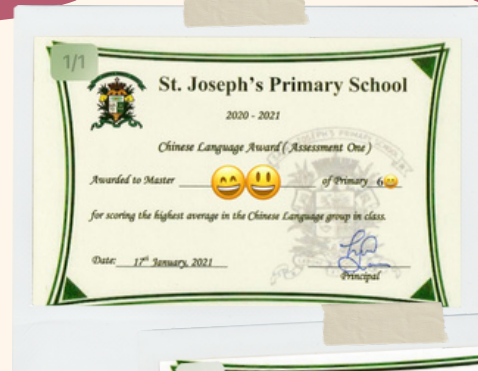 1/1
St. Joseph's Primary School
2020 - 2021
Chinese Language Award ( Assessment One )
Awarded to Master of Primary 6
for scoring the highest average in the Chinese Language group in class.
Date: 17th January, 2021
Principal